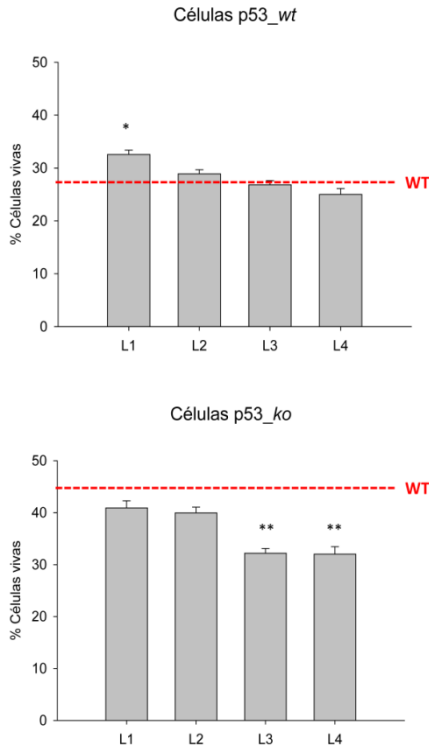 Células p53_wt
50
*
40
30
WT
20
10
0
% Células vivas
L1 L2 L3 L4
Células p53_ko
50
WT
40
** **
30
20
10
0
% Células vivas
L1 L2 L3 L4